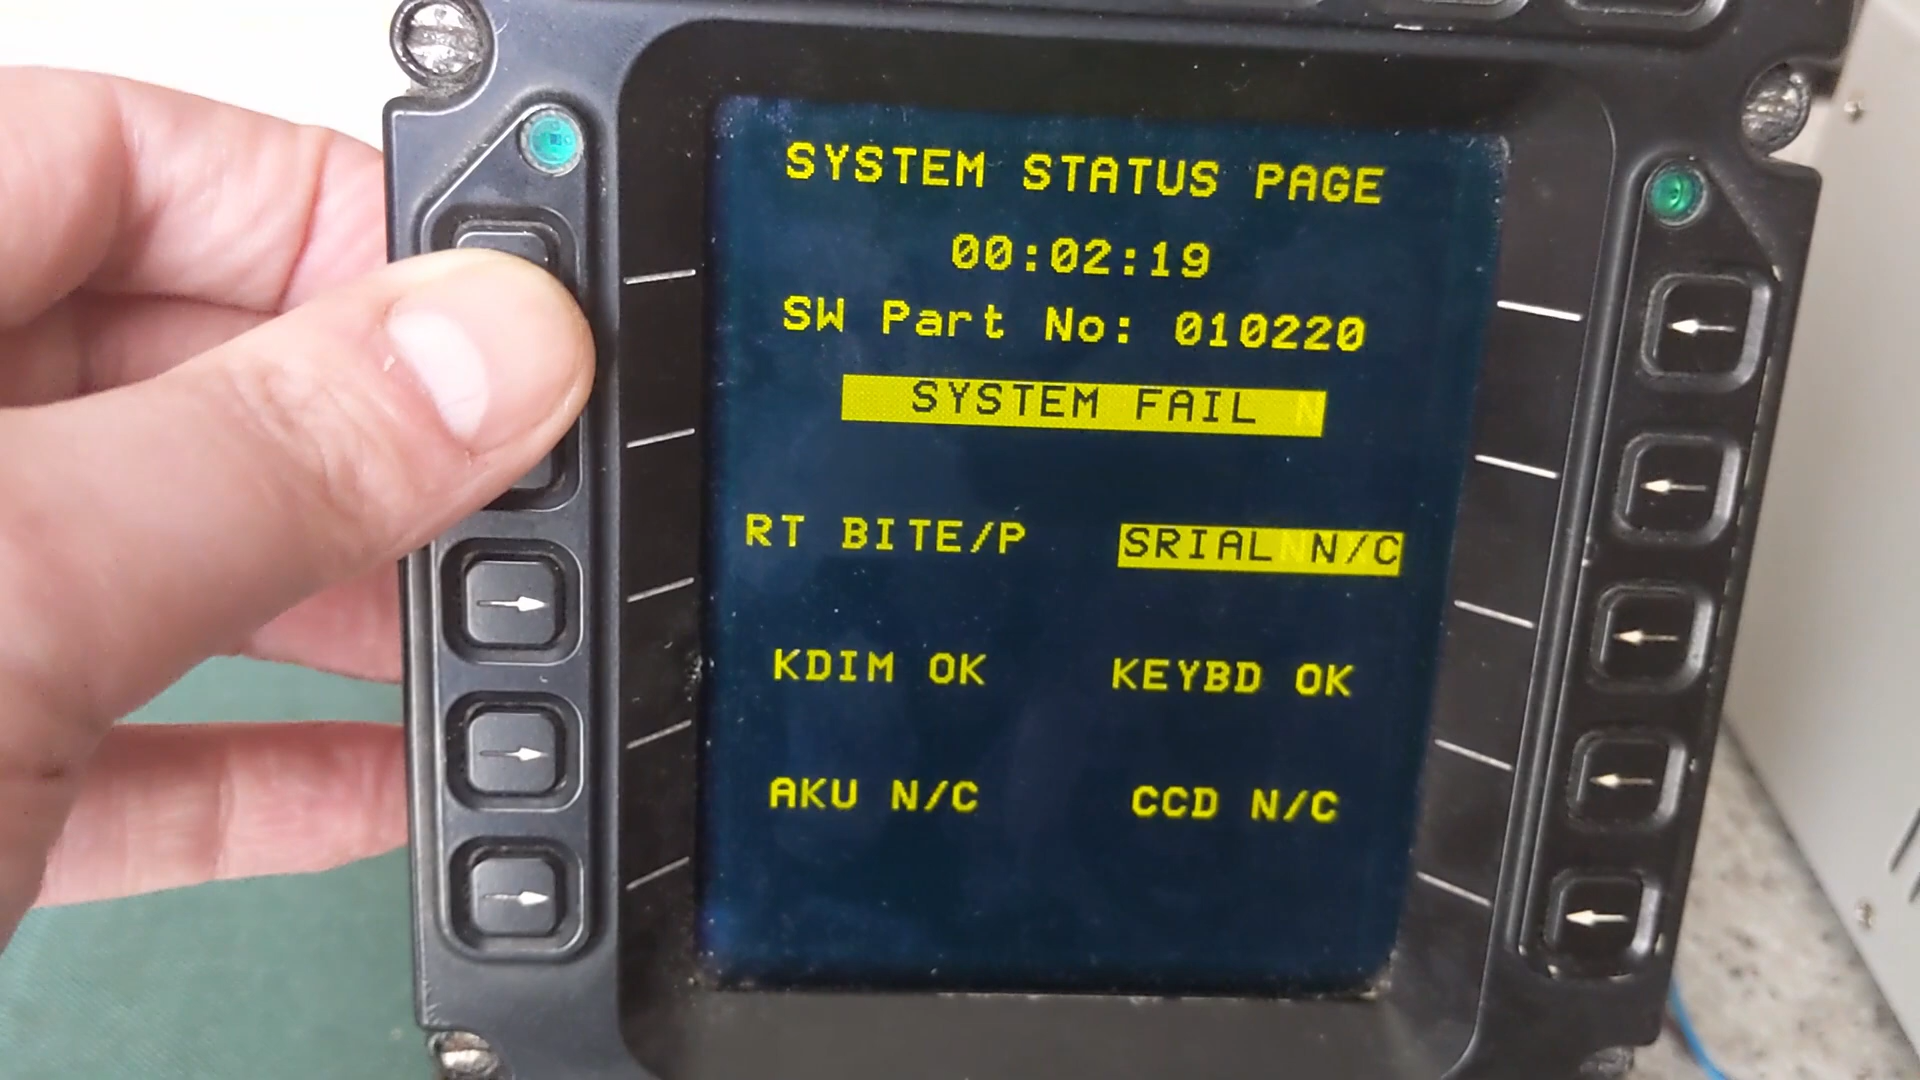 SYSTEM STATUS PAGE
00:02:19
SW Part No: 010220
SYSTEM FAIL
RT BITE/P SRIAL N/C
KDIM OK KEYBD OK
AKU N/C CCD N/C